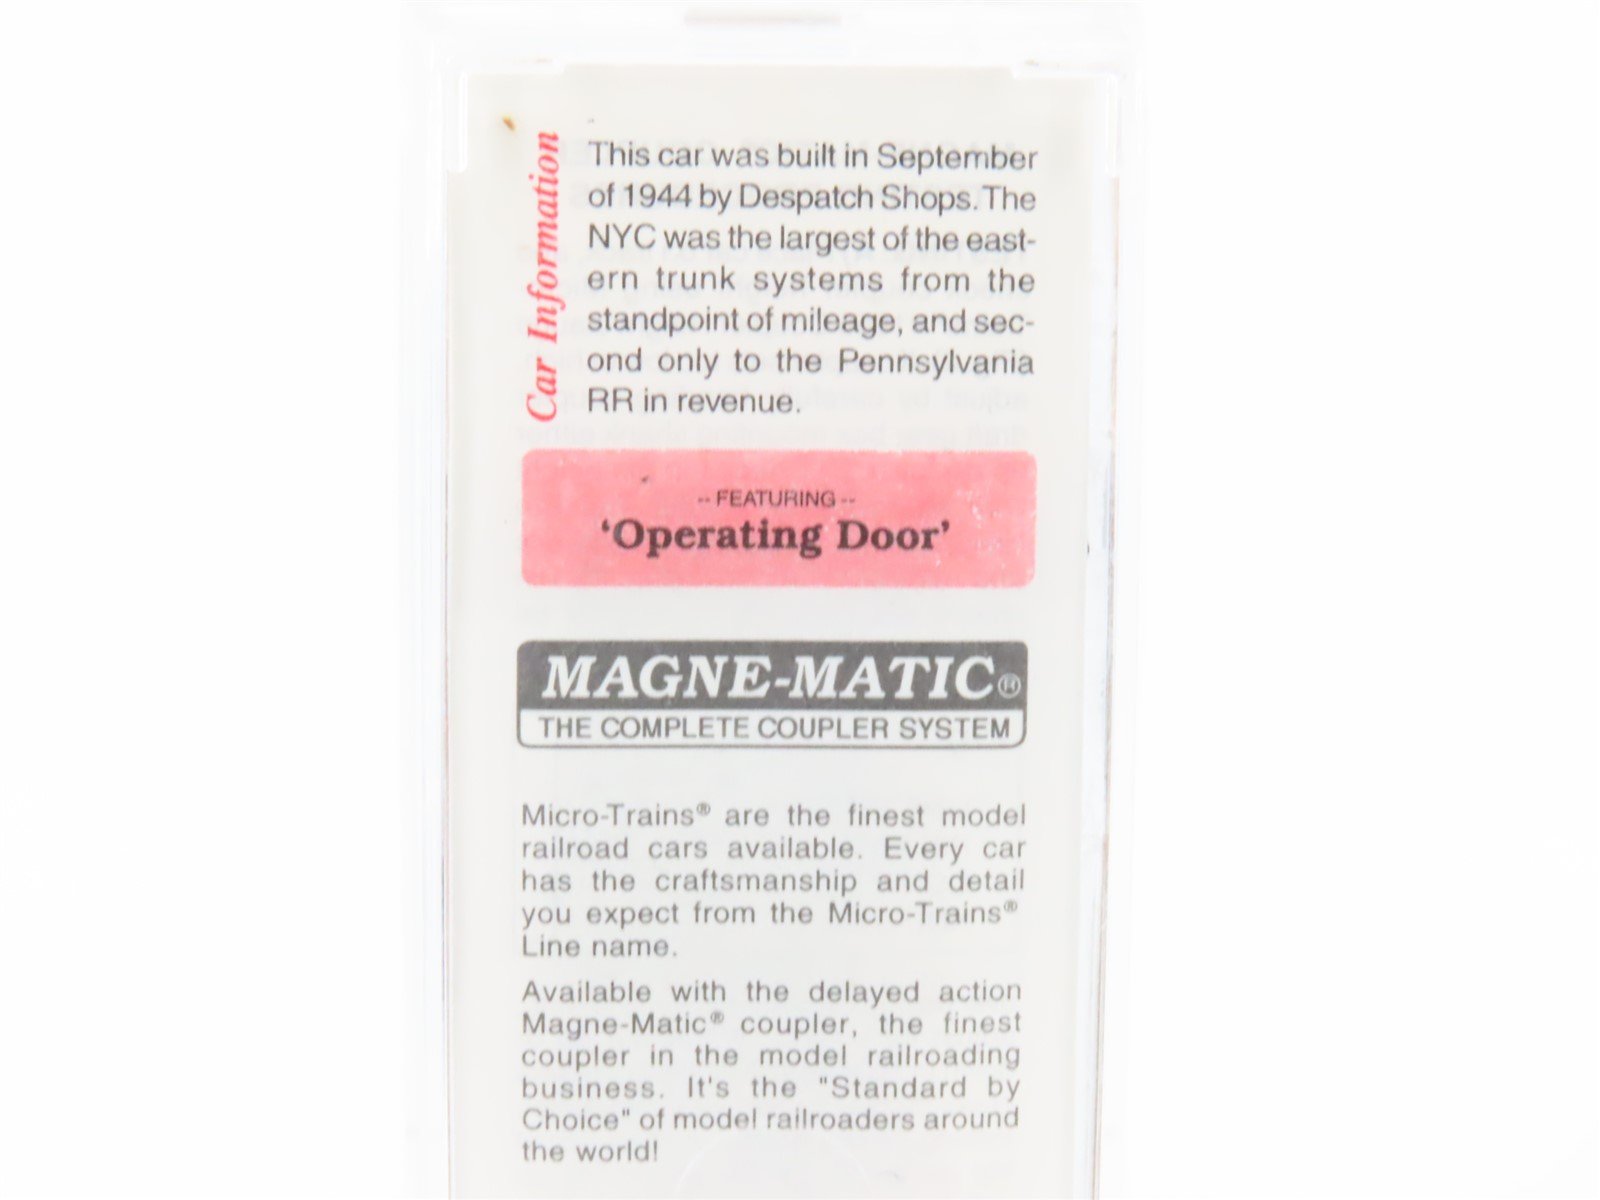 Car Information
This car was built in September
of 1944 by Despatch Shops. The
NYC was the largest of the east-
ern trunk systems from the
standpoint of mileage, and sec-
ond only to the Pennsylvania
RR in revenue.
-- FEATURING --
'Operating Door'
MAGNE-MATIC®
THE COMPLETE COUPLER SYSTEM
Micro-Trains® are the finest model
railroad cars available. Every car
has the craftsmanship and detail
you expect from the Micro-Trains®
Line name.
Available with the delayed action
Magne-Matic® coupler, the finest
coupler in the model railroading
business. It's the "Standard by
Choice" of model railroaders around
the world!